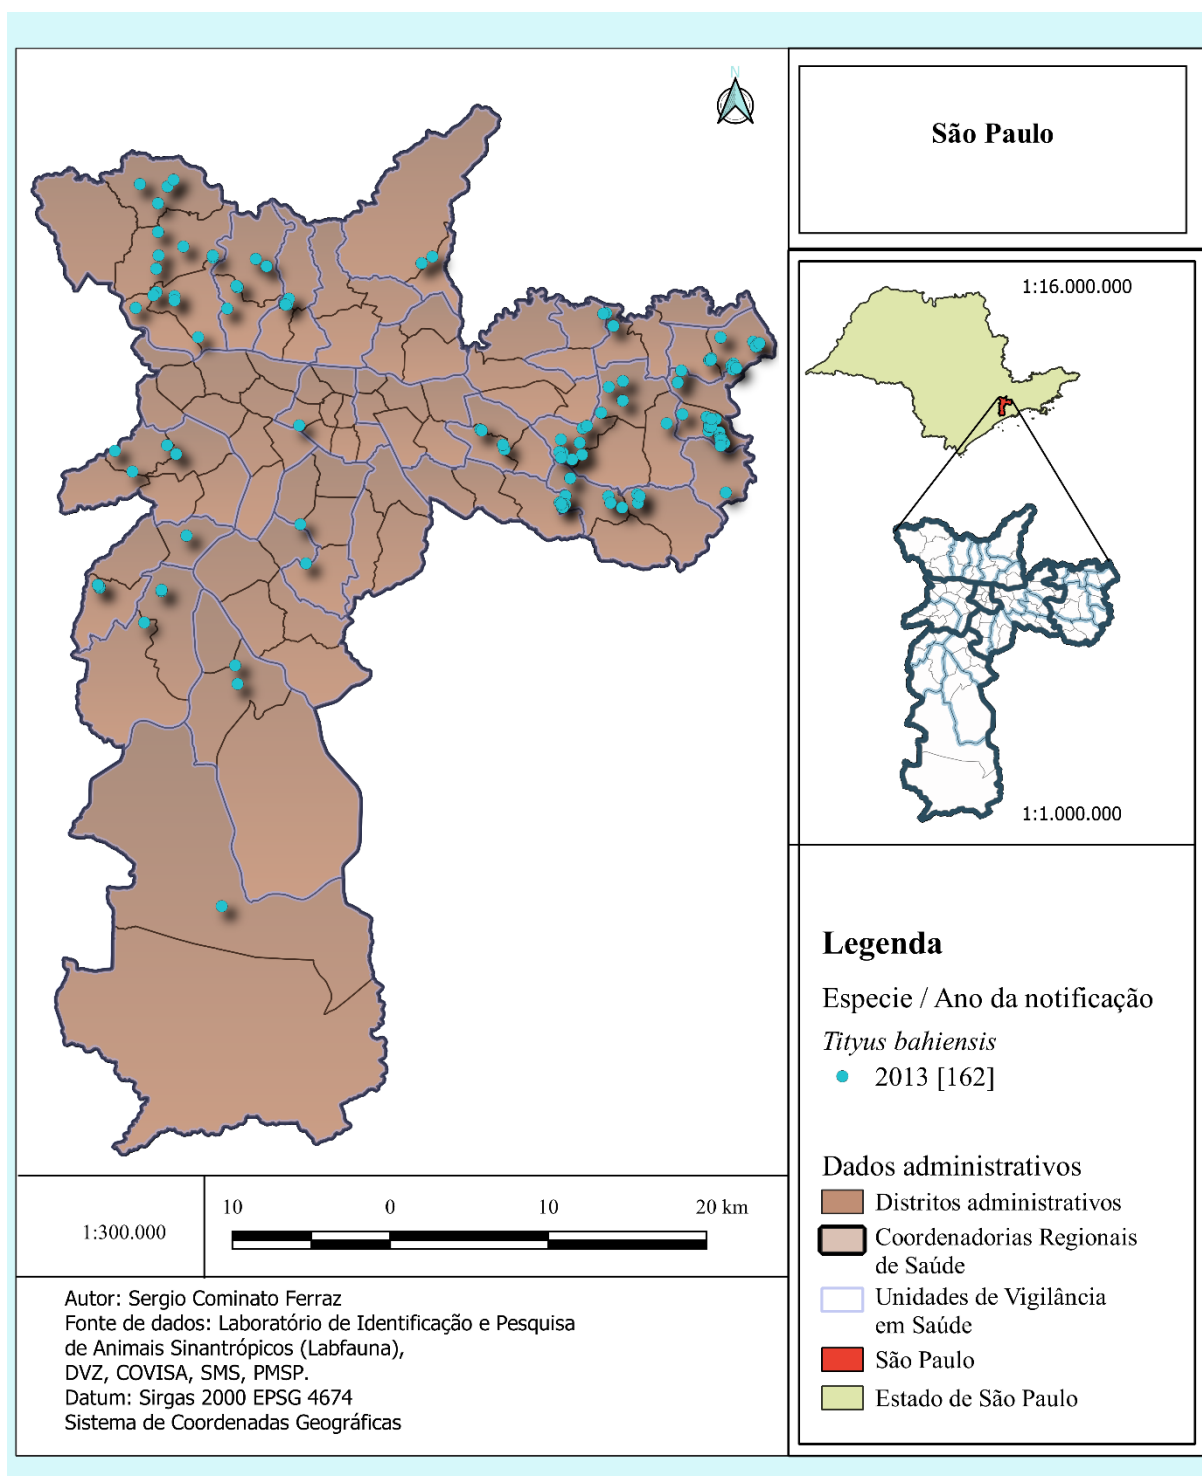 N
São Paulo
1:16.000.000
1:1.000.000
Legenda
Especie / Ano da notificação
Tityus bahiensis
2013 [162]
Dados administrativos
Distritos administrativos
Coordenadorias Regionais
de Saúde
Unidades de Vigilância
em Saúde
São Paulo
Estado de São Paulo
1:300.000
10 0 10 20 km
Autor: Sergio Cominato Ferraz
Fonte de dados: Laboratório de Identificação e Pesquisa
de Animais Sinantrópicos (Labfauna),
DVZ, COVISA, SMS, PMSP.
Datum: Sirgas 2000 EPSG 4674
Sistema de Coordenadas Geográficas